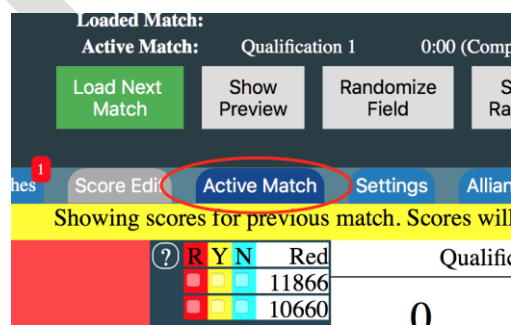 Loaded Match:
Active Match: Qualification 1 0:00 (Comp
Load Next Match
Show Preview
Randomize Field
S
Ra
hes 1 Score Edit Active Match Settings Allian
Showing scores for previous match. Scores will
? R Y N Red Qualific
11866
10660 0